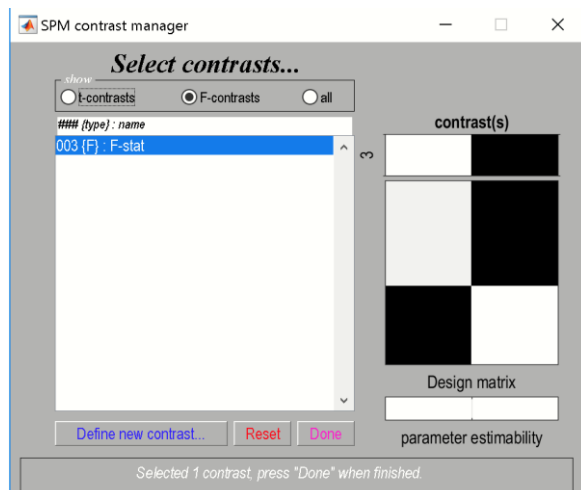 SPM contrast manager
Select contrasts...
show
t-contrasts F-contrasts all
### {type} : name
003 {F} : F-stat
contrast(s)
3
Design matrix
parameter estimability
Define new contrast... Reset Done
Selected 1 contrast, press "Done" when finished.